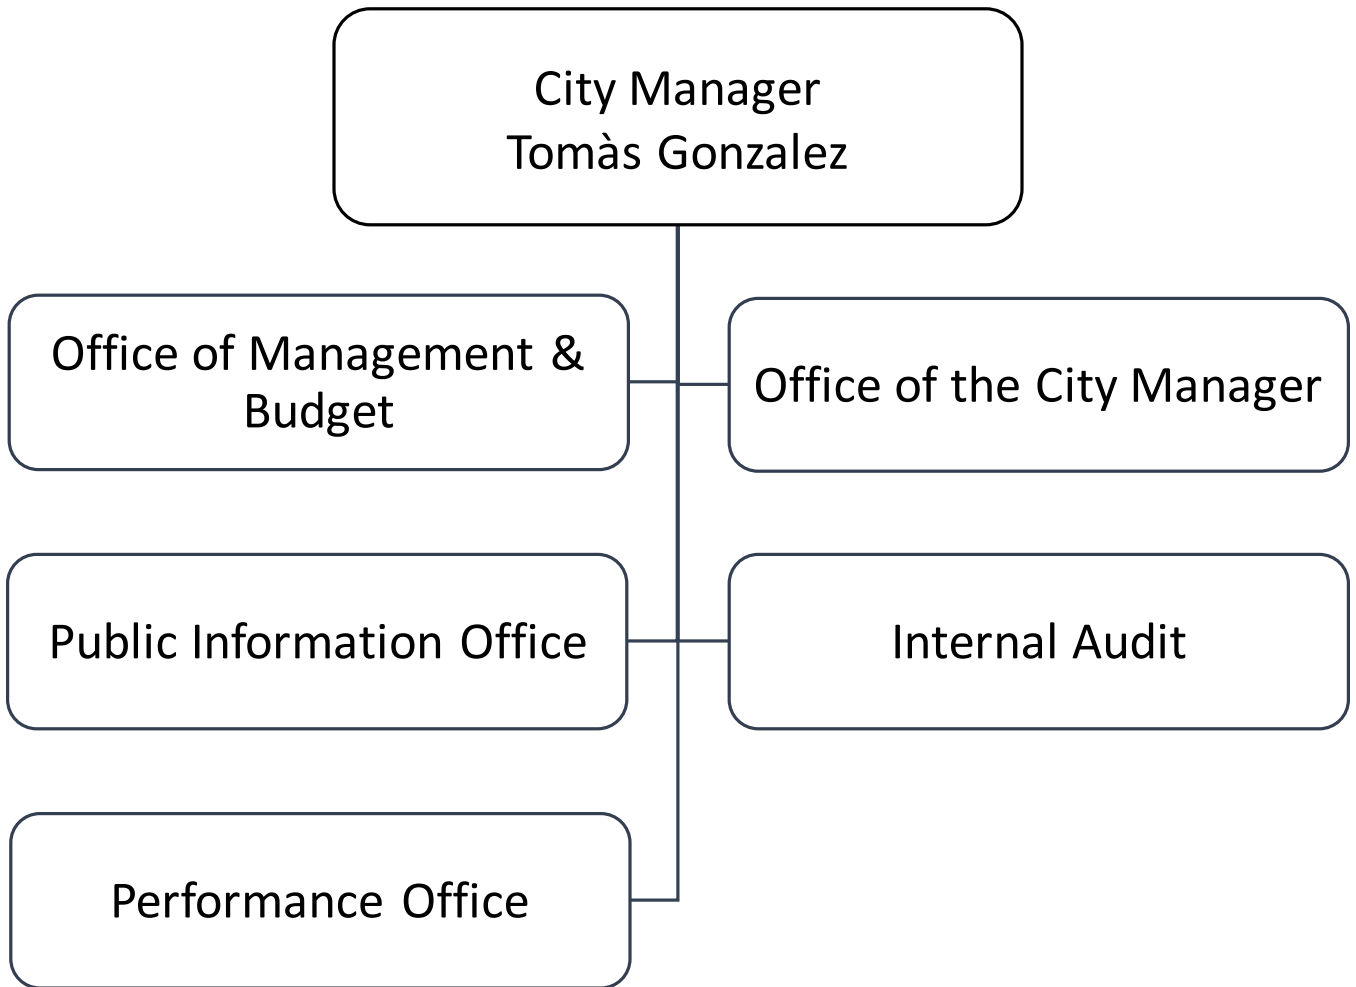 City Manager
Tomàs Gonzalez
Office of Management &
Budget
Office of the City Manager
Public Information Office
Internal Audit
Performance Office